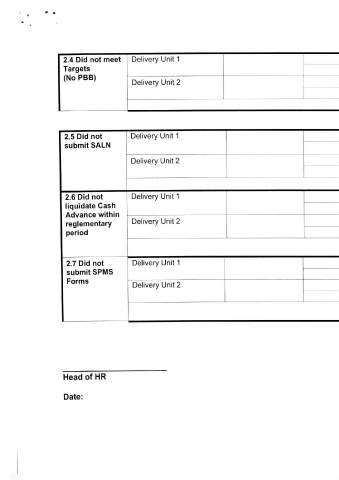 2.4 Did not meet
Targets
(No PBB)
Delivery Unit 1
Delivery Unit 2
2.5 Did not
submit SALN
Delivery Unit 1
Delivery Unit 2
2.6 Did not
liquidate Cash
Advance within
reglementary
period
Delivery Unit 1
Delivery Unit 2
2.7 Did not
submit SPMS
Forms
Delivery Unit 1
Delivery Unit 2
Head of HR
Date: